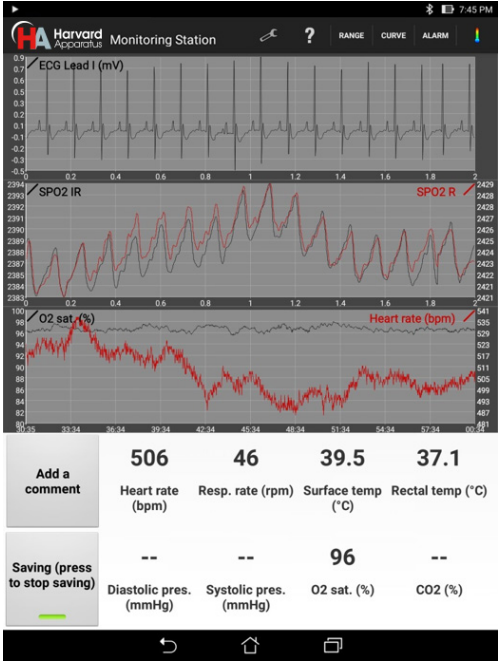 7:45 PM
HA Harvard Apparatus Monitoring Station ? RANGE CURVE ALARM
ECG Lead I (mV)
0.9
0.7
0.6
0.5
0.3
0.2
0.1
-0.1
-0.2
-0.3
-0.5
0 0.2 0.4 0.6 0.8 1 1.2 1.4 1.6 1.8 2
SPO2 IR SPO2 R
2394 2429
2393 2428
2392 2428
2391 2427
2390 2426
2389 2425
2388 2424
2387 2423
2385 2422
2384 2421
2383 2421
0 0.2 0.4 0.6 0.8 1 1.2 1.4 1.6 1.8 2
O2 sat. (%) Heart rate (bpm)
100 541
98 535
96 529
94 523
92 517
90 511
88 505
86 499
84 493
82 487
80 481
30:35 33:34 36:34 39:34 42:34 45:34 48:34 51:34 54:34 57:34 00:34
Add a
comment
506 46 39.5 37.1
Heart rate
(bpm)
Resp. rate (rpm)
Surface temp
(°C)
Rectal temp (°C)
Saving (press
to stop saving)
-- -- 96 --
Diastolic pres.
(mmHg)
Systolic pres.
(mmHg)
O2 sat. (%)
CO2 (%)